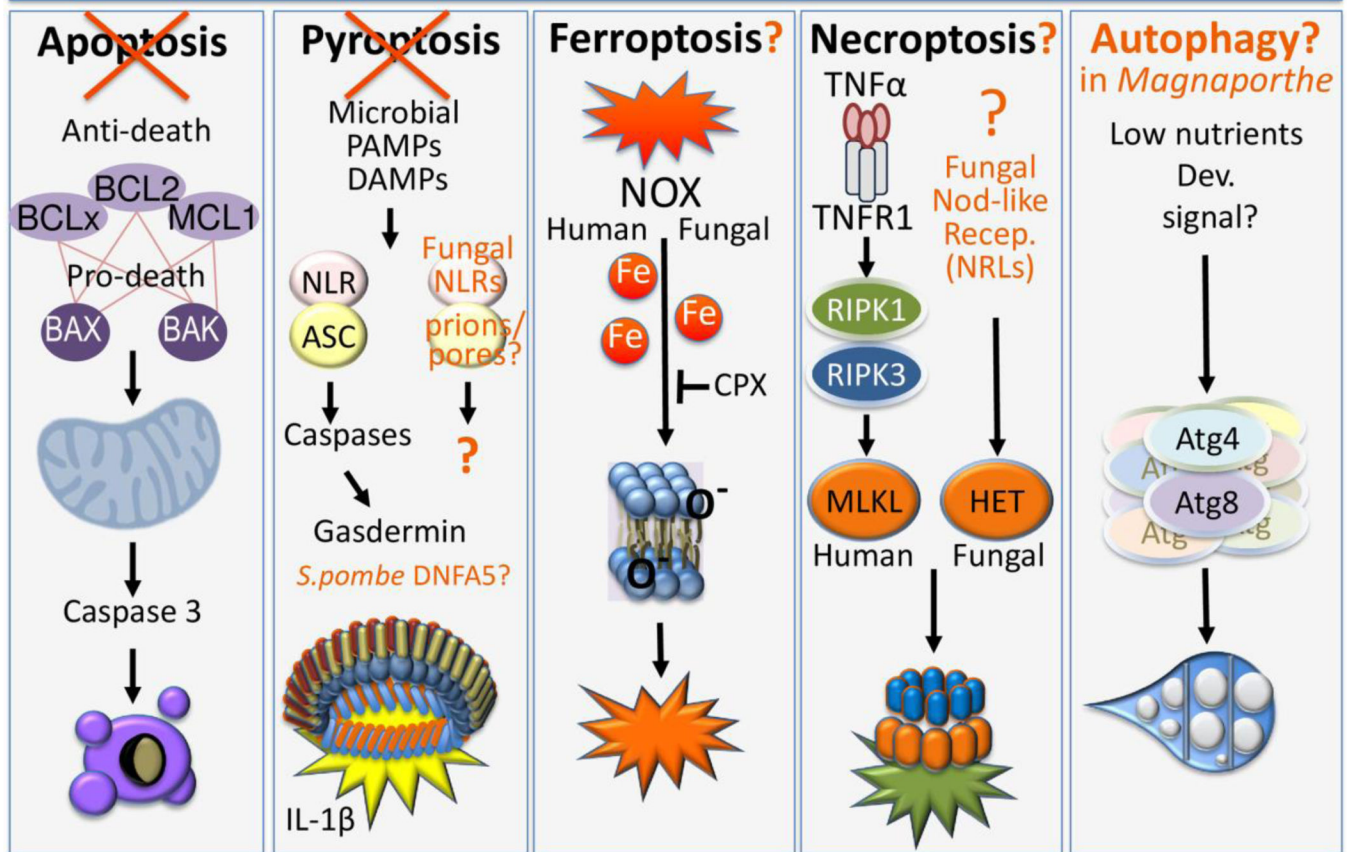 Apoptosis
Anti-death
BCL2
BCLx
MCL1
Pro-death
BAX
BAK
Caspase 3
Pyroptosis
Microbial
PAMPs
DAMPs
NLR
ASC
Fungal
NLRs
prions/
pores?
Caspases
?
Gasdermin
S.pombe DNFA5?
IL-1β
Ferroptosis?
NOX
Human
Fungal
Fe
Fe
Fe
CPX
O-
O-
Necroptosis?
TNFα
TNFR1
?
Fungal
Nod-like
Recep.
(NRLs)
RIPK1
RIPK3
MLKL
HET
Human
Fungal
Autophagy?
in Magnaporthe
Low nutrients
Dev.
signal?
Atg4
Atg8
Atg